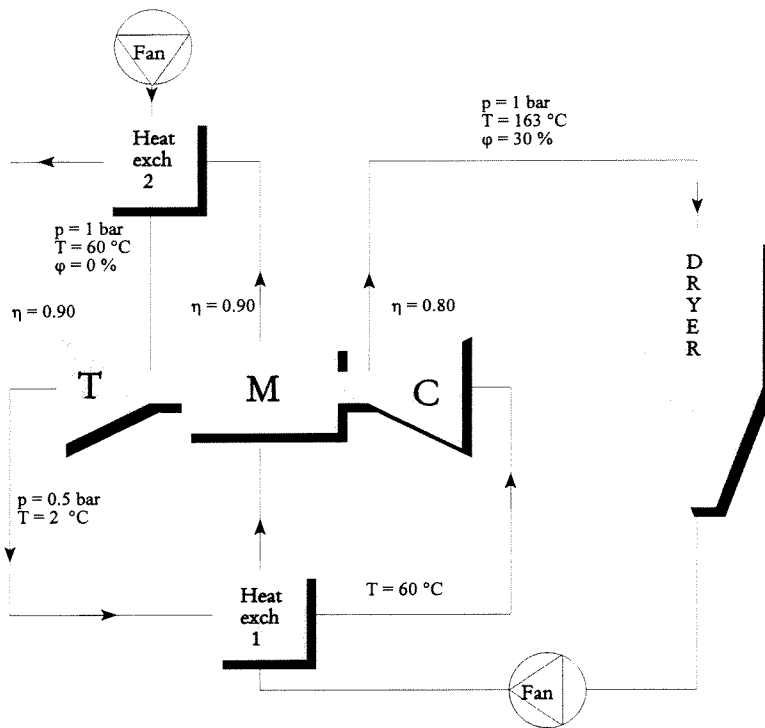 Fan
Heat
exch
2
p = 1 bar
T = 163 °C
φ = 30 %
p = 1 bar
T = 60 °C
φ = 0 %
η = 0.90
η = 0.90
η = 0.80
D
R
Y
E
R
T
M
C
p = 0.5 bar
T = 2 °C
Heat
exch
1
T = 60 °C
Fan